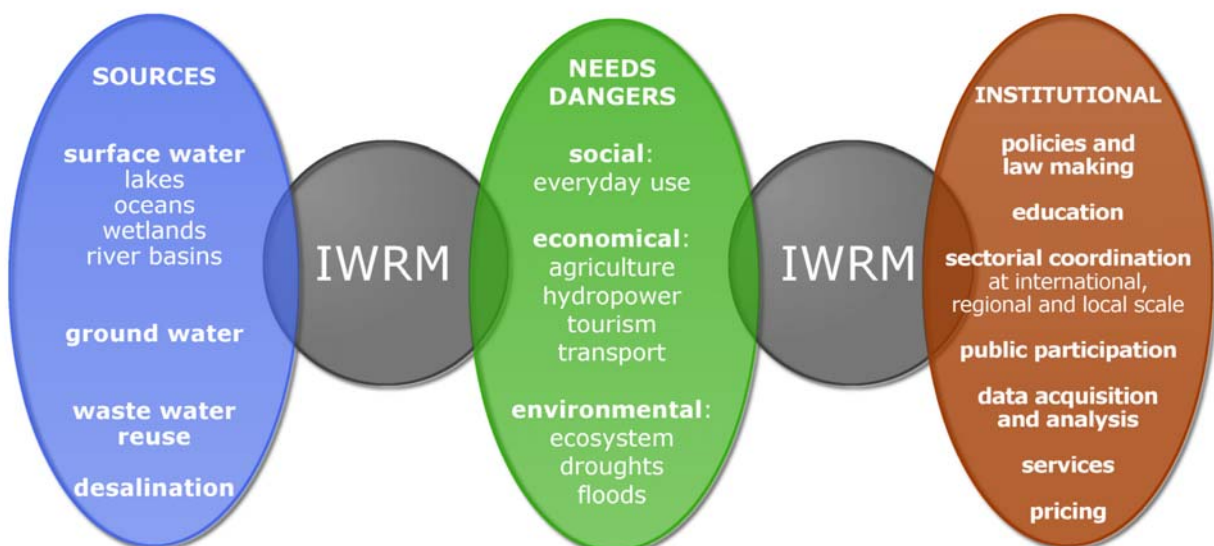 SOURCES
surface water
lakes
oceans
wetlands
river basins
ground water
waste water
reuse
desalination
IWRM
NEEDS
DANGERS
social:
everyday use
economical:
agriculture
hydropower
tourism
transport
environmental:
ecosystem
droughts
floods
IWRM
INSTITUTIONAL
policies and
law making
education
sectorial coordination
at international,
regional and local scale
public participation
data acquisition
and analysis
services
pricing